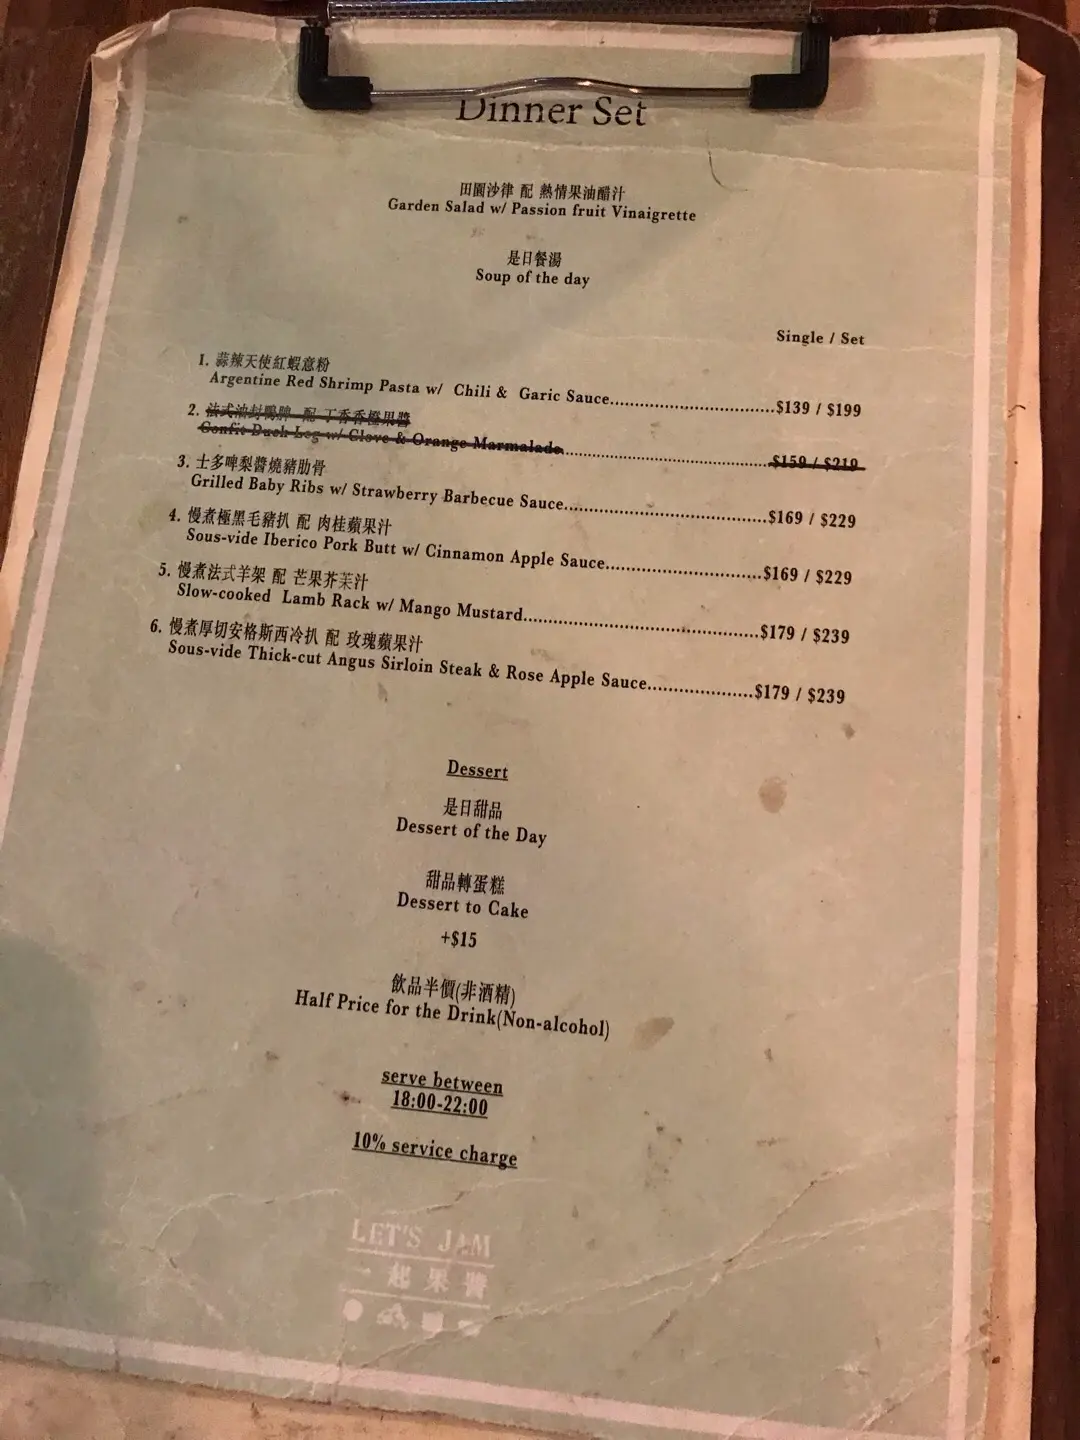 Dinner Set
田園沙律 配 熱情果油醋汁
Garden Salad w/ Passion fruit Vinaigrette
是日餐湯
Soup of the day
Single / Set
1. 蒜辣天使紅蝦意粉
Argentine Red Shrimp Pasta w/ Chili & Garic Sauce..............................$139 / $199
2. 法式油封鴨髀 配 丁香香橙果醬
Confit Duck Leg w/ Clove & Orange Marmalade......................................$159 / $219
3. 士多啤梨醬燒豬肋骨
Grilled Baby Ribs w/ Strawberry Barbecue Sauce.....................................$169 / $229
4. 慢煮極黑毛豬扒 配 肉桂蘋果汁
Sous-vide Iberico Pork Butt w/ Cinnamon Apple Sauce............................$169 / $229
5. 慢煮法式羊架 配 芒果芥茉汁
Slow-cooked Lamb Rack w/ Mango Mustard...........................................$179 / $239
6. 慢煮厚切安格斯西冷扒 配 玫瑰蘋果汁
Sous-vide Thick-cut Angus Sirloin Steak & Rose Apple Sauce...................$179 / $239
Dessert
是日甜品
Dessert of the Day
甜品轉蛋糕
Dessert to Cake
+$15
飲品半價(非酒精)
Half Price for the Drink(Non-alcohol)
serve between
18:00-22:00
10% service charge
LET'S JAM
一起果醬